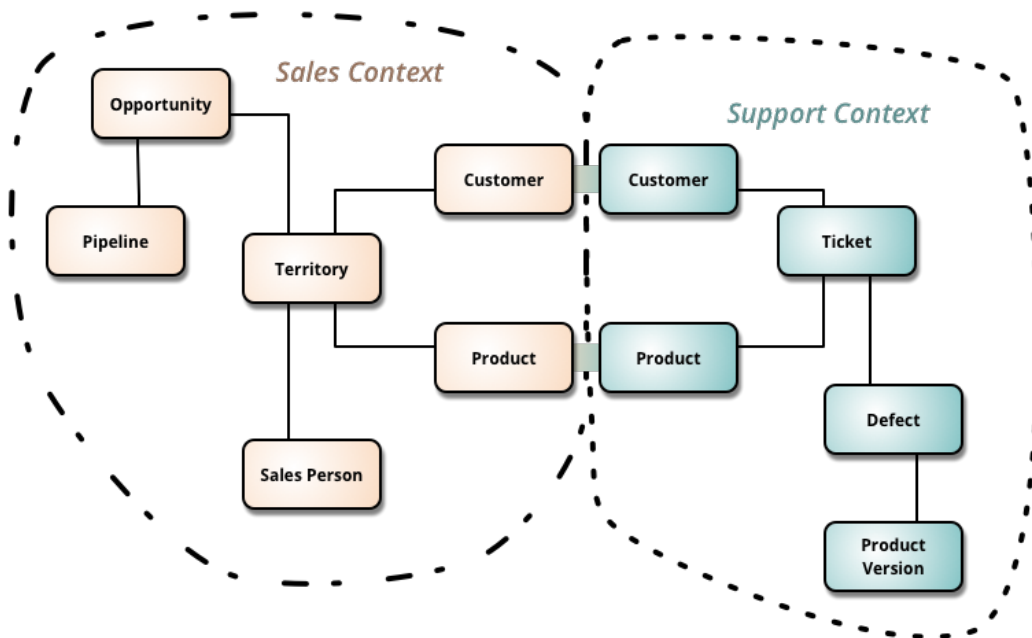 Sales Context
Opportunity
Support Context
Customer
Customer
Pipeline
Ticket
Territory
Product
Product
Defect
Sales Person
Product
Version